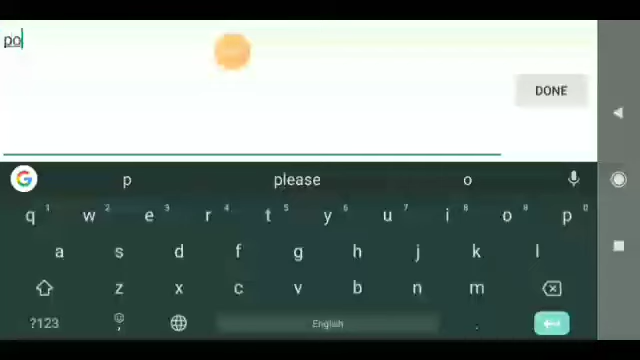 po
DONE
p please o
q 1 w 2 e 3 r 4 t 5 y 6 u 7 i 8 o 9 p 0
a s d f g h j k l
z x c v b n m
?123 , English .